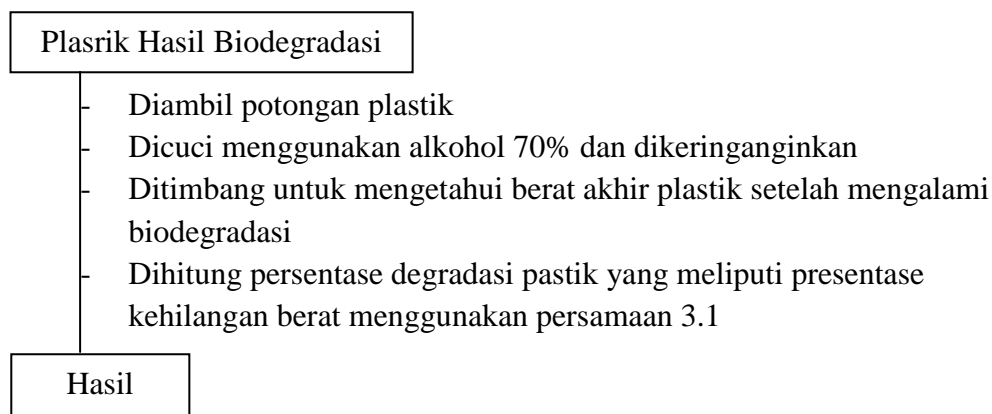 Plasrik Hasil Biodegradasi
- Diambil potongan plastik
- Dicuci menggunakan alkohol 70% dan dikeringanginkan
- Ditimbang untuk mengetahui berat akhir plastik setelah mengalami
biodegradasi
- Dihitung persentase degradasi pastik yang meliputi presentase
kehilangan berat menggunakan persamaan 3.1
Hasil